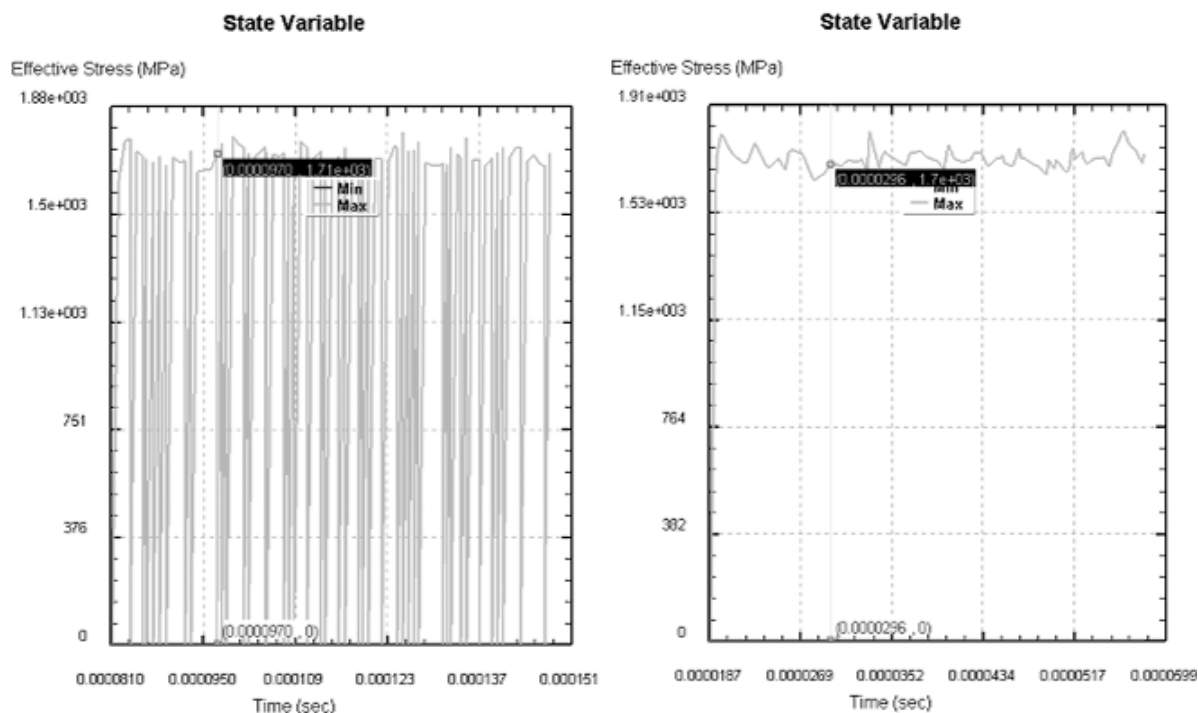 State Variable
Effective Stress (MPa)
1.88e+003
1.5e+003
1.13e+003
751
376
0
(0.0000970 , 1.71e+03)
Min
Max
(0.0000970 , 0)
0.0000810 0.0000950 0.000109 0.000123 0.000137 0.000151
Time (sec)
State Variable
Effective Stress (MPa)
1.91e+003
1.53e+003
1.15e+003
764
382
0
(0.0000296 , 1.7e+03)
Min
Max
(0.0000296 , 0)
0.0000187 0.0000269 0.0000352 0.0000434 0.0000517 0.0000599
Time (sec)